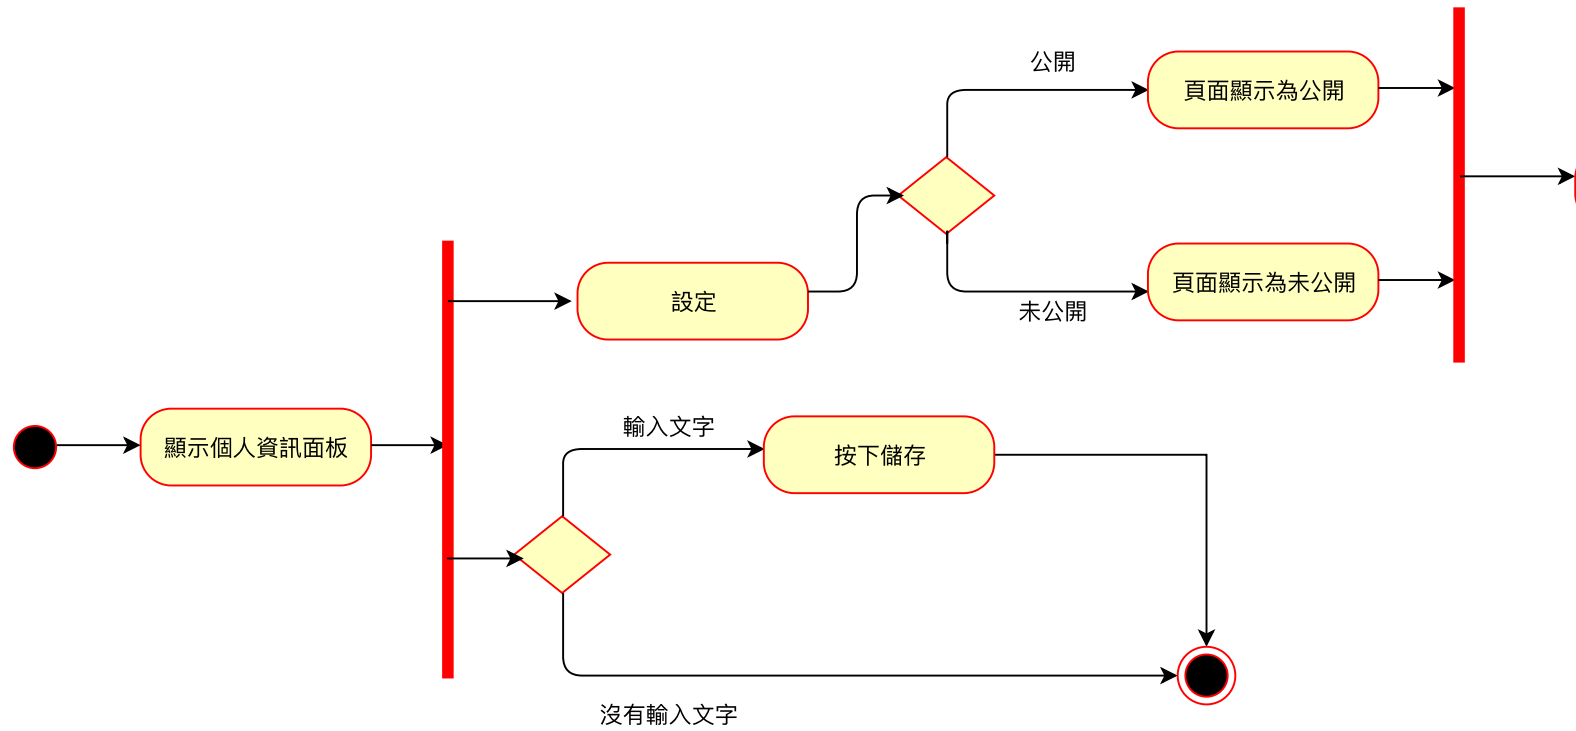 公開
頁面顯示為公開
設定
頁面顯示為未公開
未公開
顯示個人資訊面板
輸入文字
按下儲存
沒有輸入文字